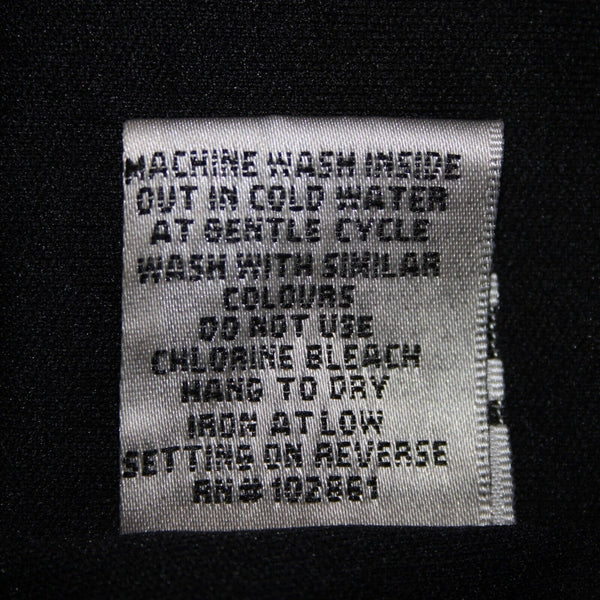 MACHINE WASH INSIDE
OUT IN COLD WATER
AT GENTLE CYCLE
WASH WITH SIMILAR
COLOURS
DO NOT USE
CHLORINE BLEACH
HANG TO DRY
IRON AT LOW
SETTING ON REVERSE
RN#102861